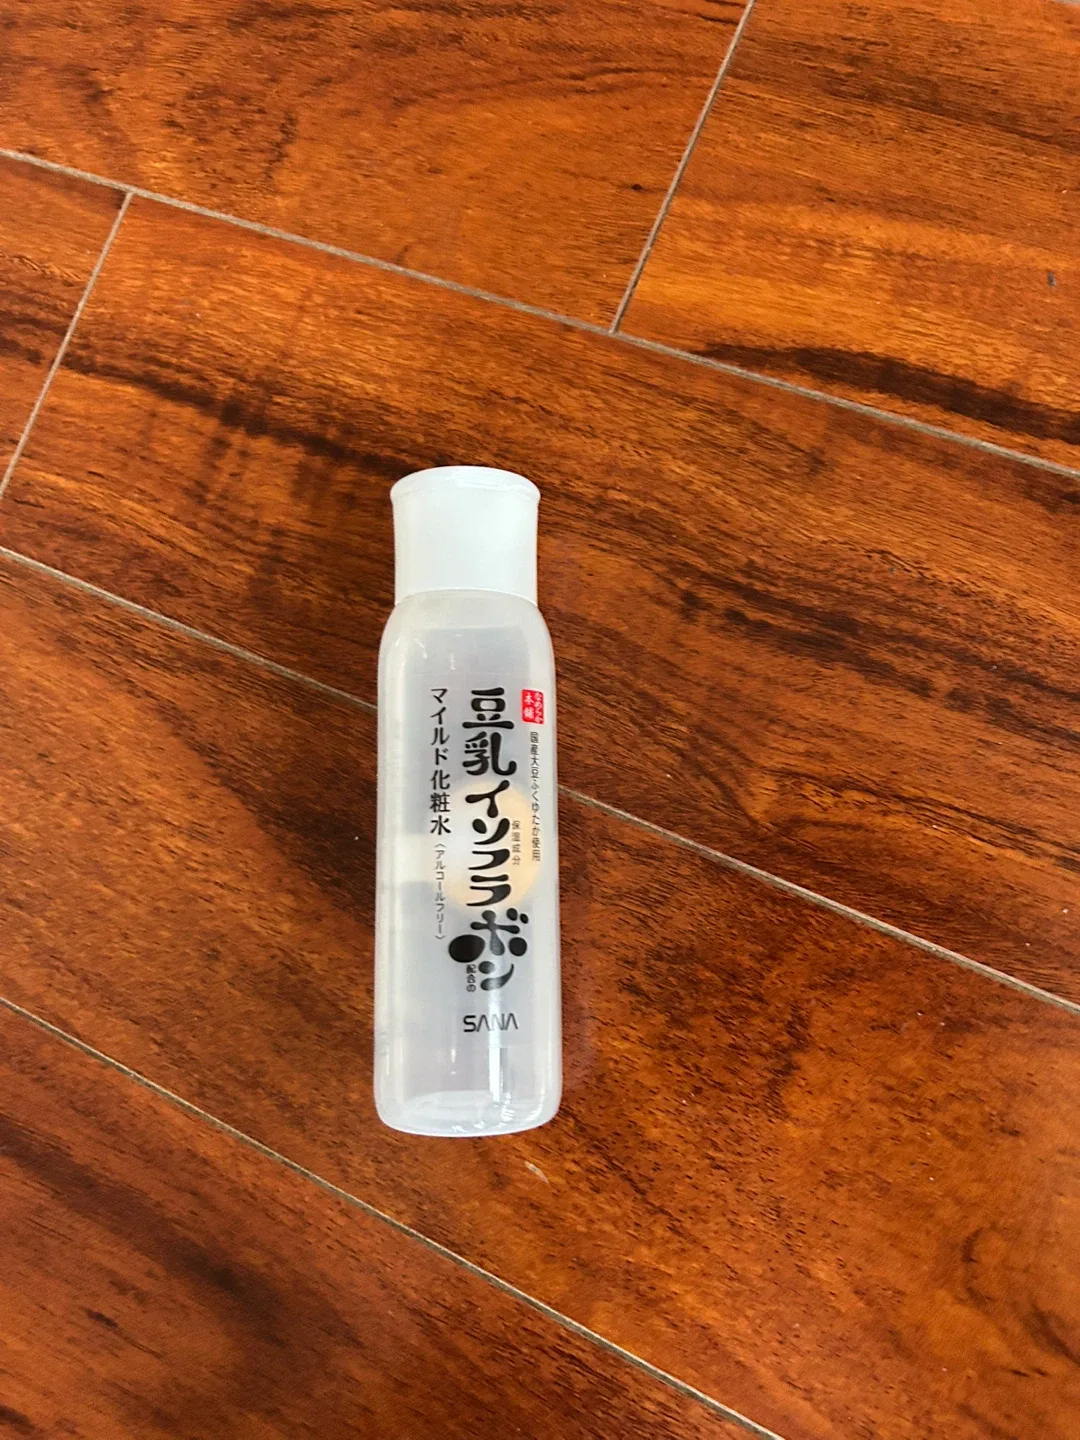 なめらか
本舗
国産大豆ふくゆたか使用
保湿成分
豆乳イソフラボン
配合の
マイルド化粧水
〈アルコールフリー〉
SANA